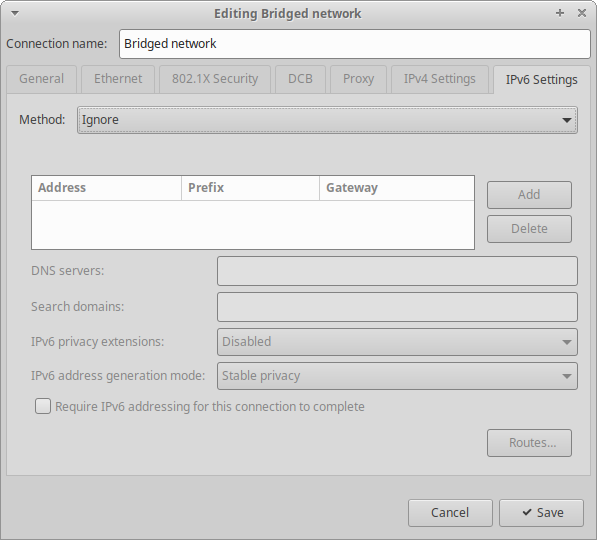 Editing Bridged network
Connection name: Bridged network
General Ethernet 802.1X Security DCB Proxy IPv4 Settings IPv6 Settings
Method: Ignore
Address Prefix Gateway
Add
Delete
DNS servers:
Search domains:
IPv6 privacy extensions: Disabled
IPv6 address generation mode: Stable privacy
Require IPv6 addressing for this connection to complete
Routes...
Cancel Save